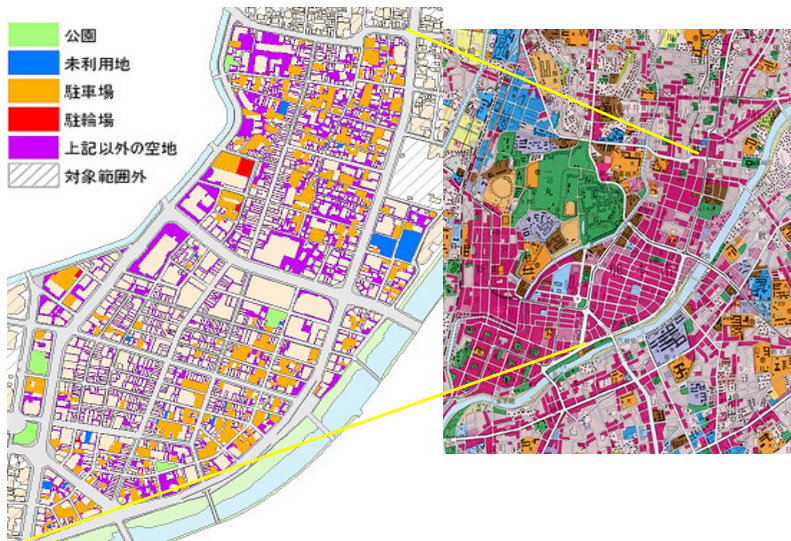 公園
未利用地
駐車場
駐輪場
上記以外の空地
対象範囲外